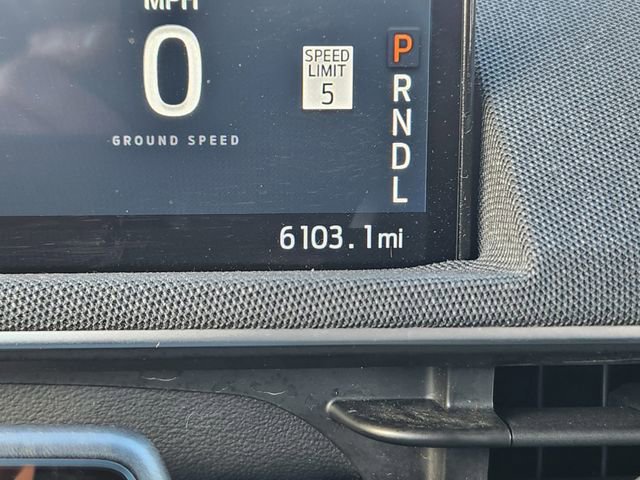 MPH
0
GROUND SPEED
SPEED
LIMIT
5
P
R
N
D
L
6103.1mi